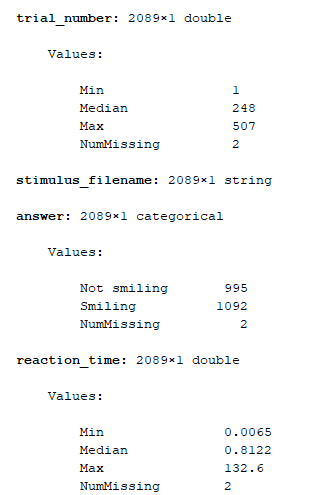 trial_number: 2089×1 double
Values:
Min 1
Median 248
Max 507
NumMissing 2
stimulus_filename: 2089×1 string
answer: 2089×1 categorical
Values:
Not smiling 995
Smiling 1092
NumMissing 2
reaction_time: 2089×1 double
Values:
Min 0.0065
Median 0.8122
Max 132.6
NumMissing 2